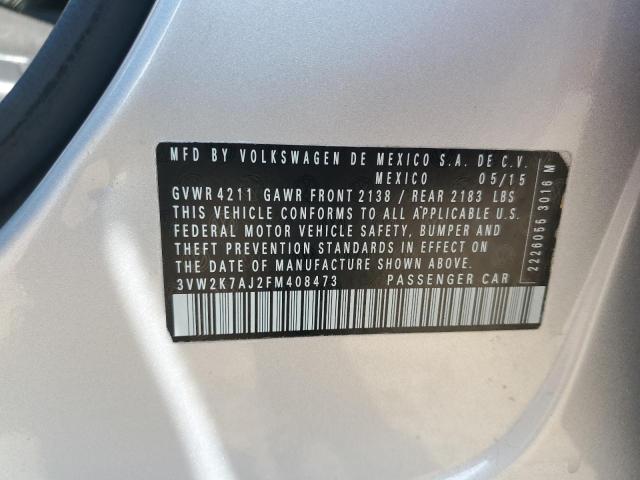 MFD BY VOLKSWAGEN DE MEXICO S.A. DE C.V.
MEXICO 05/15
GVWR 4211 GAWR FRONT 2138 / REAR 2183 LBS
THIS VEHICLE CONFORMS TO ALL APPLICABLE U.S.
FEDERAL MOTOR VEHICLE SAFETY, BUMPER AND
THEFT PREVENTION STANDARDS IN EFFECT ON
THE DATE OF MANUFACTURE SHOWN ABOVE.
3VW2K7AJ2FM408473 PASSENGER CAR
2226056 3016 M